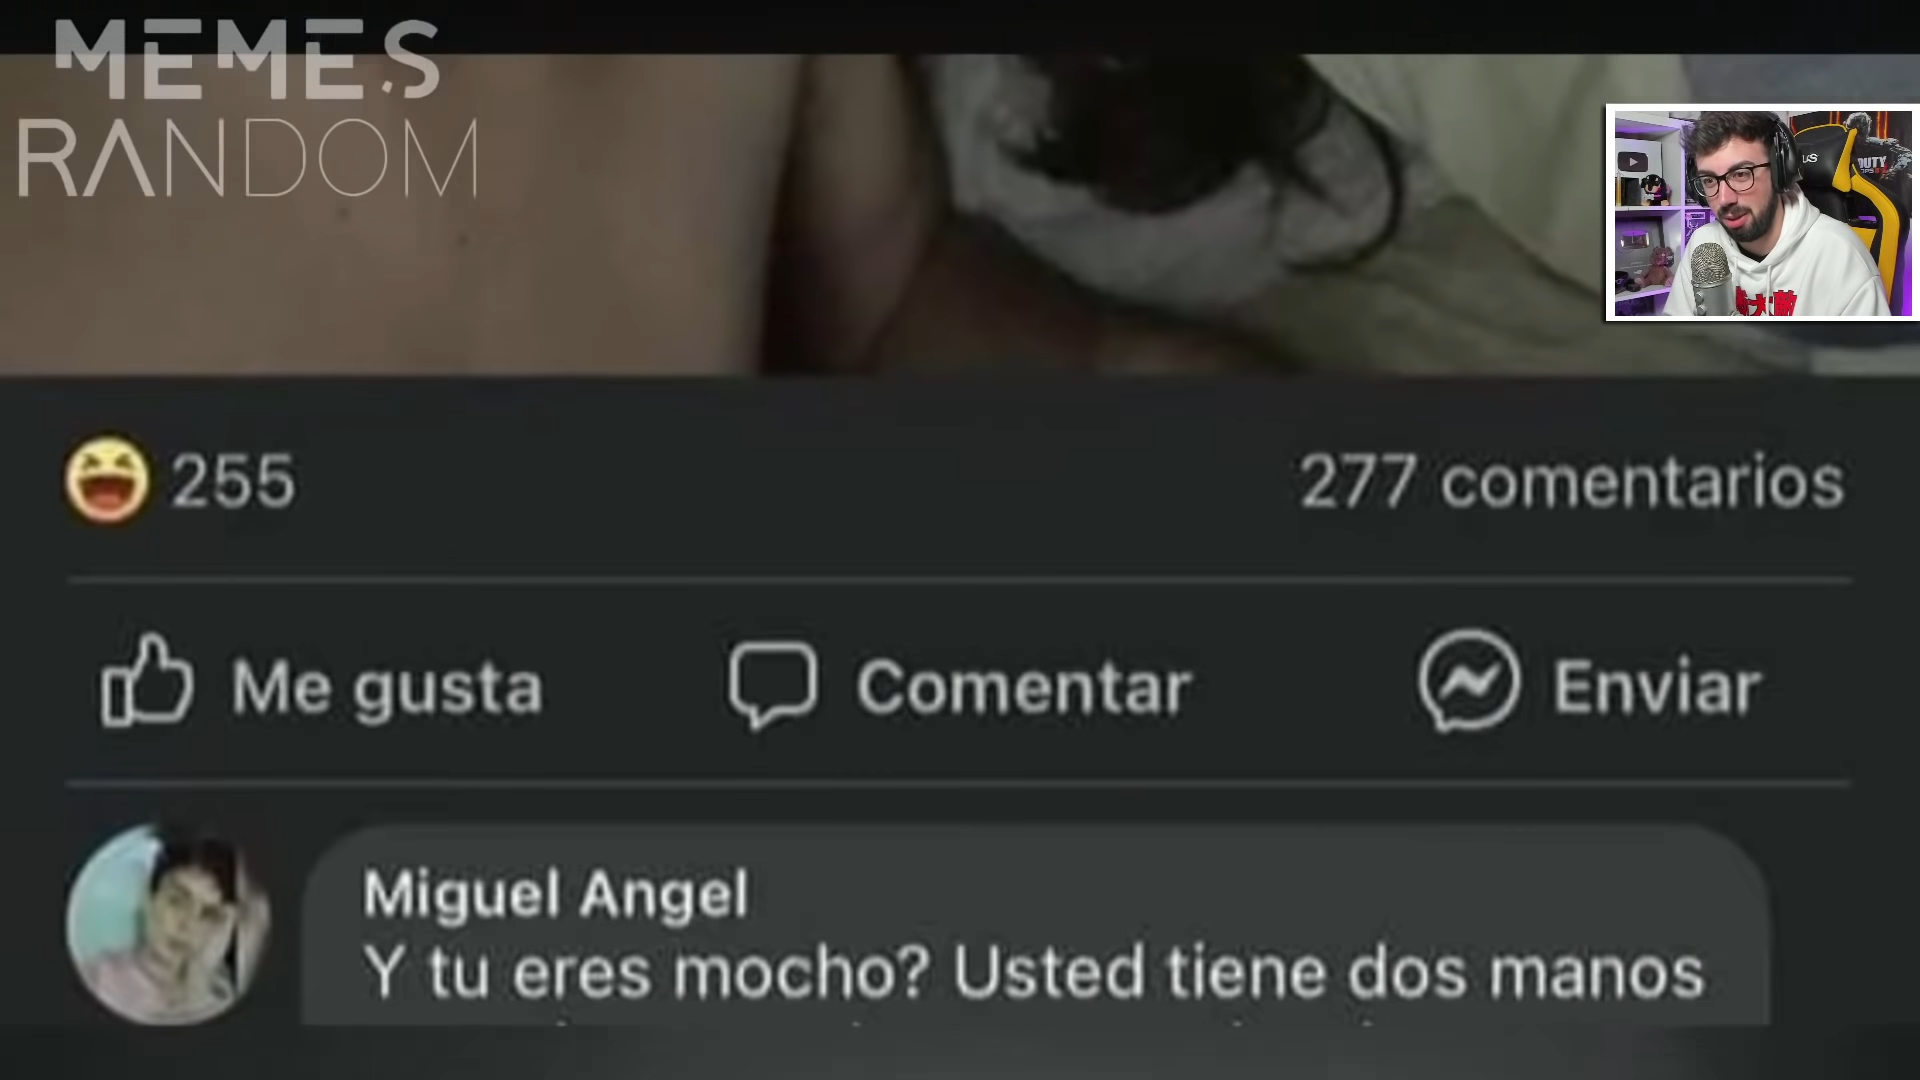 MEMES
RANDOM
255
277 comentarios
Me gusta
Comentar
Enviar
Miguel Angel
Y tu eres mocho? Usted tiene dos manos